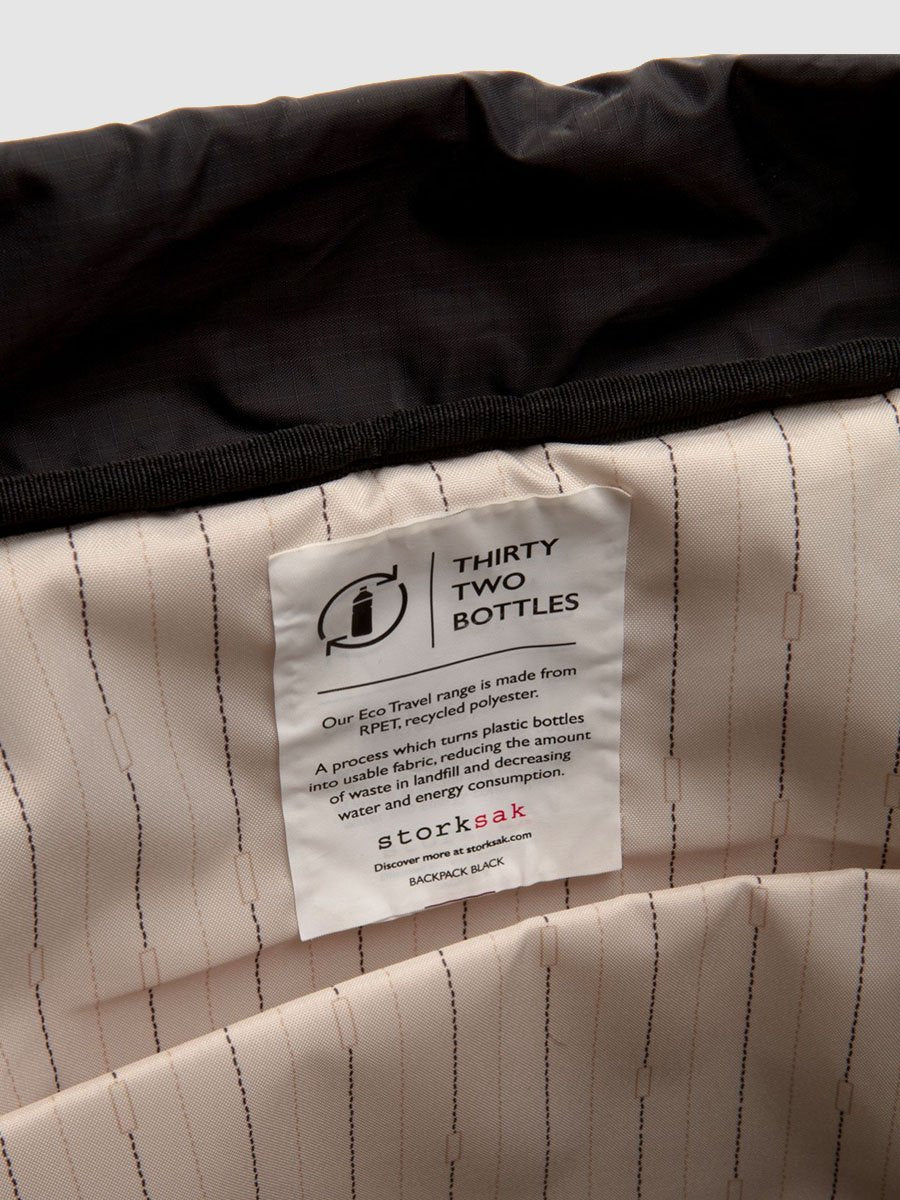 THIRTY
TWO
BOTTLES
Our Eco Travel range is made from
RPET, recycled polyester.
A process which turns plastic bottles
into usable fabric, reducing the amount
of waste in landfill and decreasing
water and energy consumption.
storksak
Discover more at storksak.com
BACKPACK BLACK